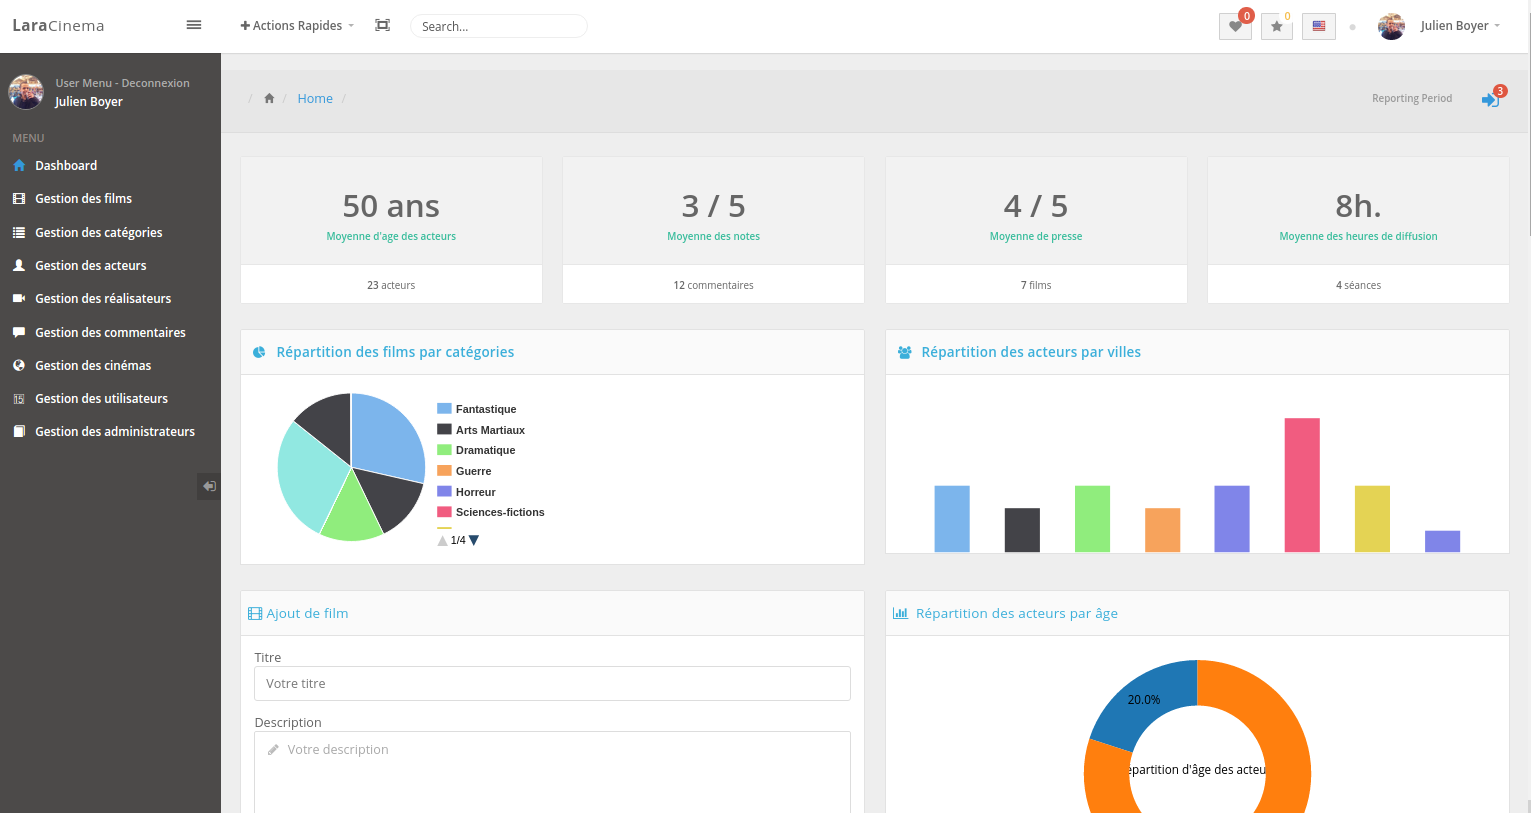 LaraCinema
Actions Rapides
Search...
0
0
Julien Boyer
User Menu - Deconnexion
Julien Boyer
MENU
Dashboard
Gestion des films
Gestion des catégories
Gestion des acteurs
Gestion des réalisateurs
Gestion des commentaires
Gestion des cinémas
15 Gestion des utilisateurs
Gestion des administrateurs
/ / Home /
Reporting Period
3
50 ans
Moyenne d'age des acteurs
23 acteurs
3 / 5
Moyenne des notes
12 commentaires
4 / 5
Moyenne de presse
7 films
8h.
Moyenne des heures de diffusion
4 séances
Répartition des films par catégories
Fantastique
Arts Martiaux
Dramatique
Guerre
Horreur
Sciences-fictions
1/4
Répartition des acteurs par villes
Ajout de film
Titre
Votre titre
Description
Votre description
Répartition des acteurs par âge
20.0%
épartition d'âge des acteu